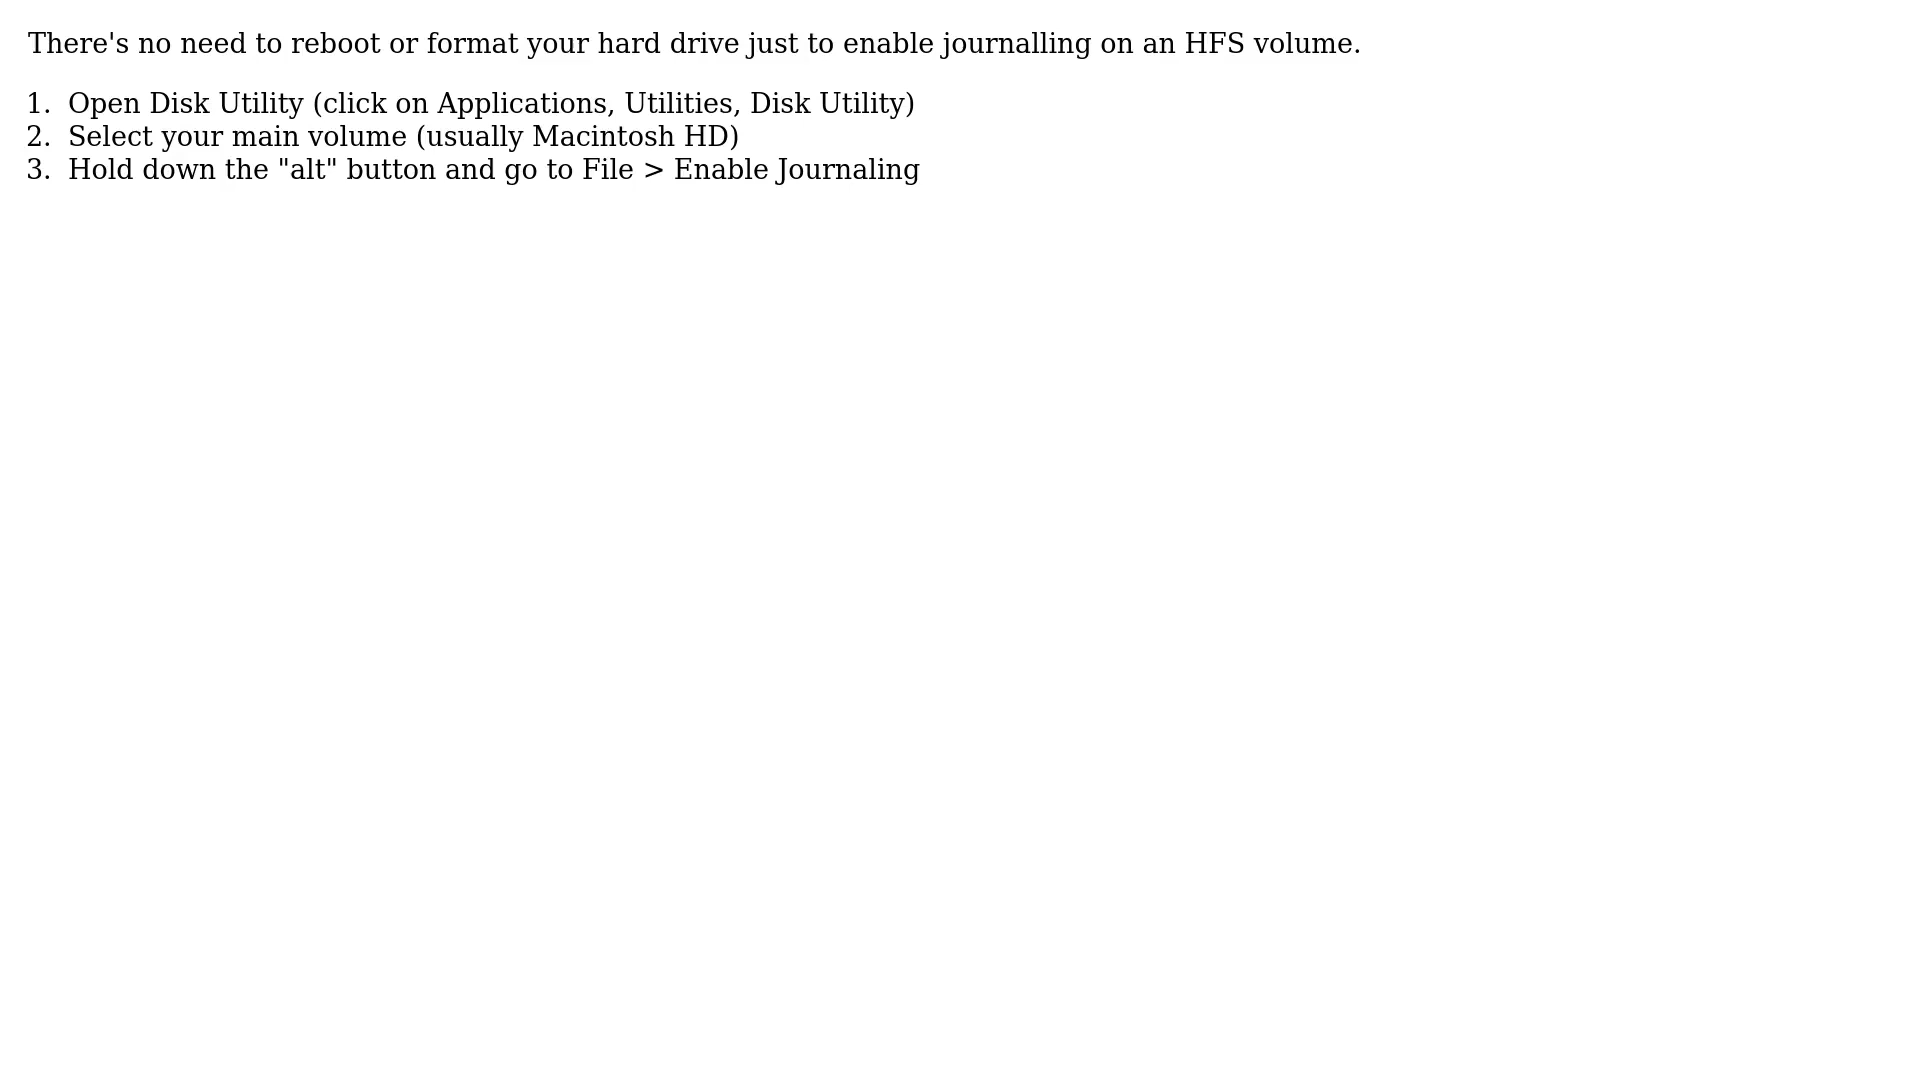 There's no need to reboot or format your hard drive just to enable journalling on an HFS volume.
1. Open Disk Utility (click on Applications, Utilities, Disk Utility)
2. Select your main volume (usually Macintosh HD)
3. Hold down the "alt" button and go to File > Enable Journaling